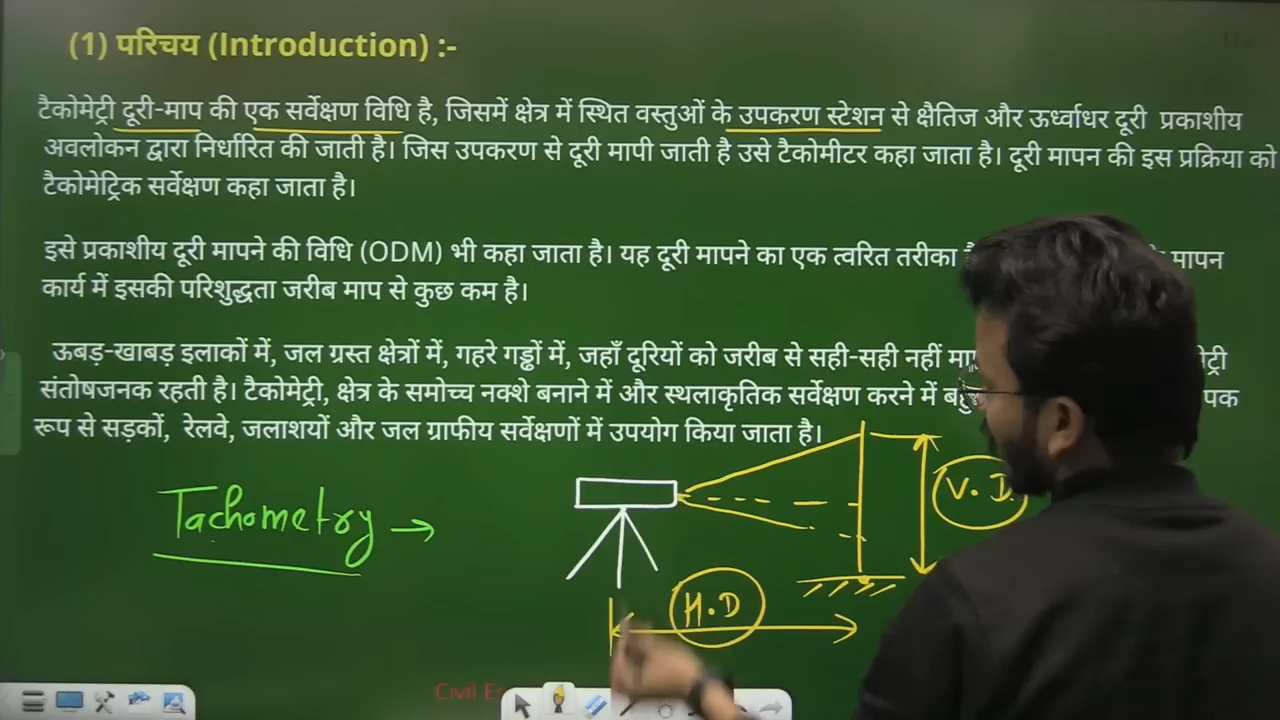 (1) परिचय (Introduction) :-
टैकोमेट्री दूरी-माप की एक सर्वेक्षण विधि है, जिसमें क्षेत्र में स्थित वस्तुओं के उपकरण स्टेशन से क्षैतिज और ऊर्ध्वाधर दूरी प्रकाशीय
अवलोकन द्वारा निर्धारित की जाती है। जिस उपकरण से दूरी मापी जाती है उसे टैकोमीटर कहा जाता है। दूरी मापन की इस प्रक्रिया को
टैकोमेट्रिक सर्वेक्षण कहा जाता है।
इसे प्रकाशीय दूरी मापने की विधि (ODM) भी कहा जाता है। यह दूरी मापने का एक त्वरित तरीका मापन
कार्य में इसकी परिशुद्धता जरीब माप से कुछ कम है।
ऊबड़-खाबड़ इलाकों में, जल ग्रस्त क्षेत्रों में, गहरे गड्ढों में, जहाँ दूरियों को जरीब से सही-सही नहीं
संतोषजनक रहती है। टैकोमेट्री, क्षेत्र के समोच्च नक्शे बनाने में और स्थलाकृतिक सर्वेक्षण करने में
रूप से सड़कों, रेलवे, जलाशयों और जल ग्राफीय सर्वेक्षणों में उपयोग किया जाता है।
Tachometry →
V.D.
H.D
Civil